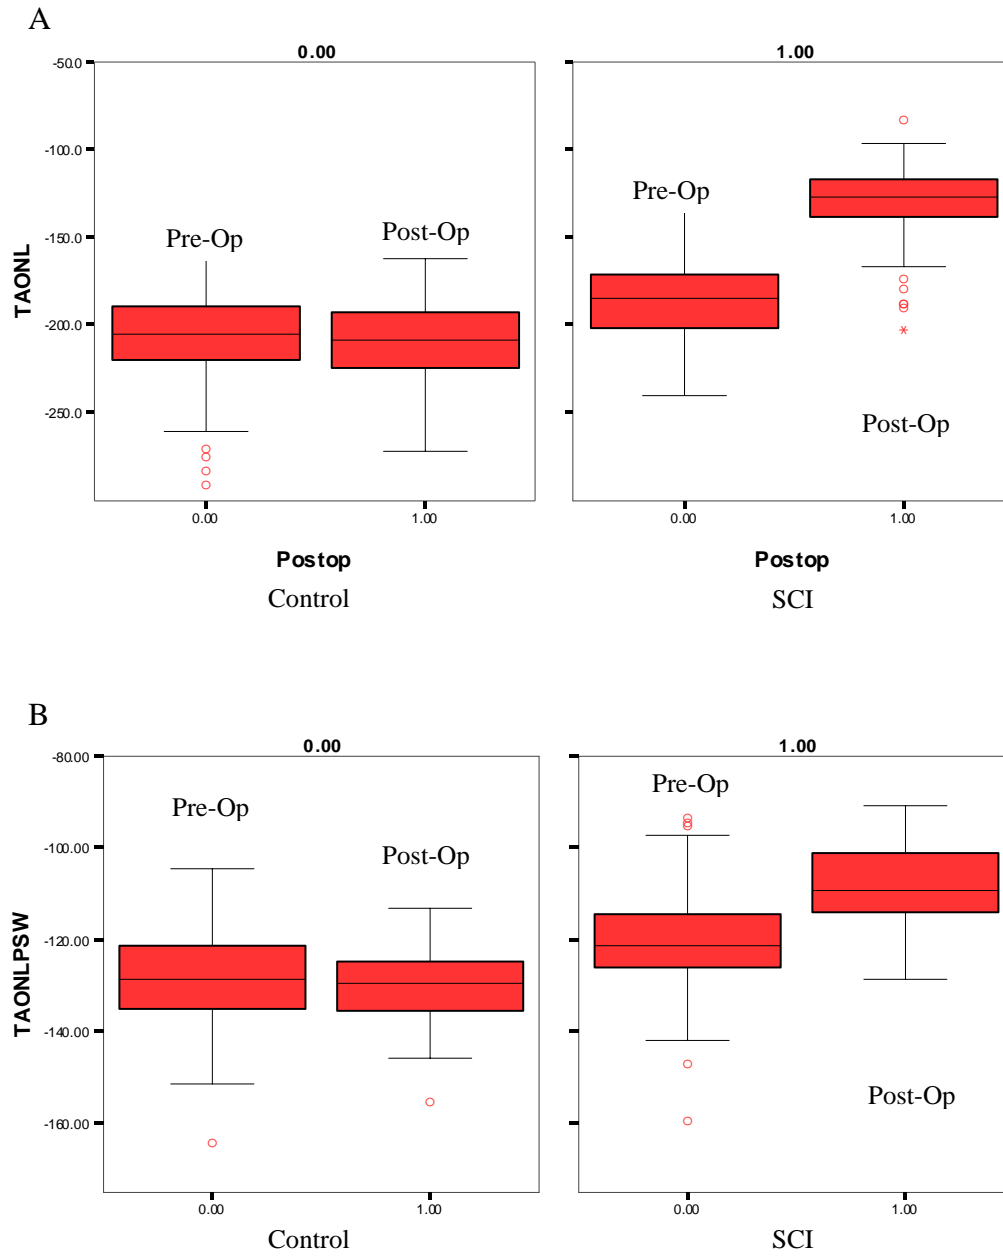 A
0.00
1.00
-50.0
-100.0
-150.0
-200.0
-250.0
TAONL
Pre-Op
Post-Op
Pre-Op
Post-Op
0.00
1.00
0.00
1.00
Postop
Postop
Control
SCI
B
0.00
1.00
-80.00
-100.00
-120.00
-140.00
-160.00
TAONLPSW
Pre-Op
Post-Op
Pre-Op
Post-Op
0.00
1.00
0.00
1.00
Control
SCI